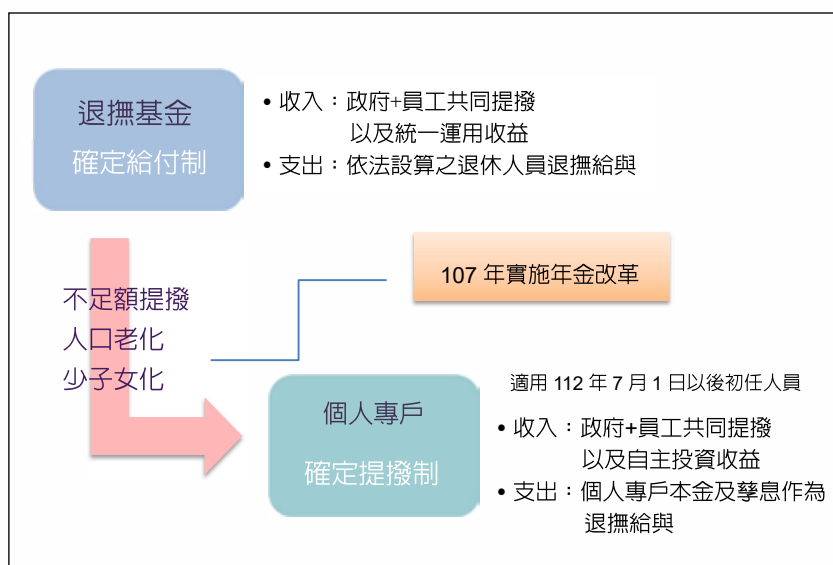 退撫基金
確定給付制
• 收入：政府+員工共同提撥
以及統一運用收益
• 支出：依法設算之退休人員退撫給與
107 年實施年金改革
不足額提撥
人口老化
少子女化
個人專戶
確定提撥制
適用 112 年 7 月 1 日以後初任人員
• 收入：政府+員工共同提撥
以及自主投資收益
• 支出：個人專戶本金及孳息作為
退撫給與